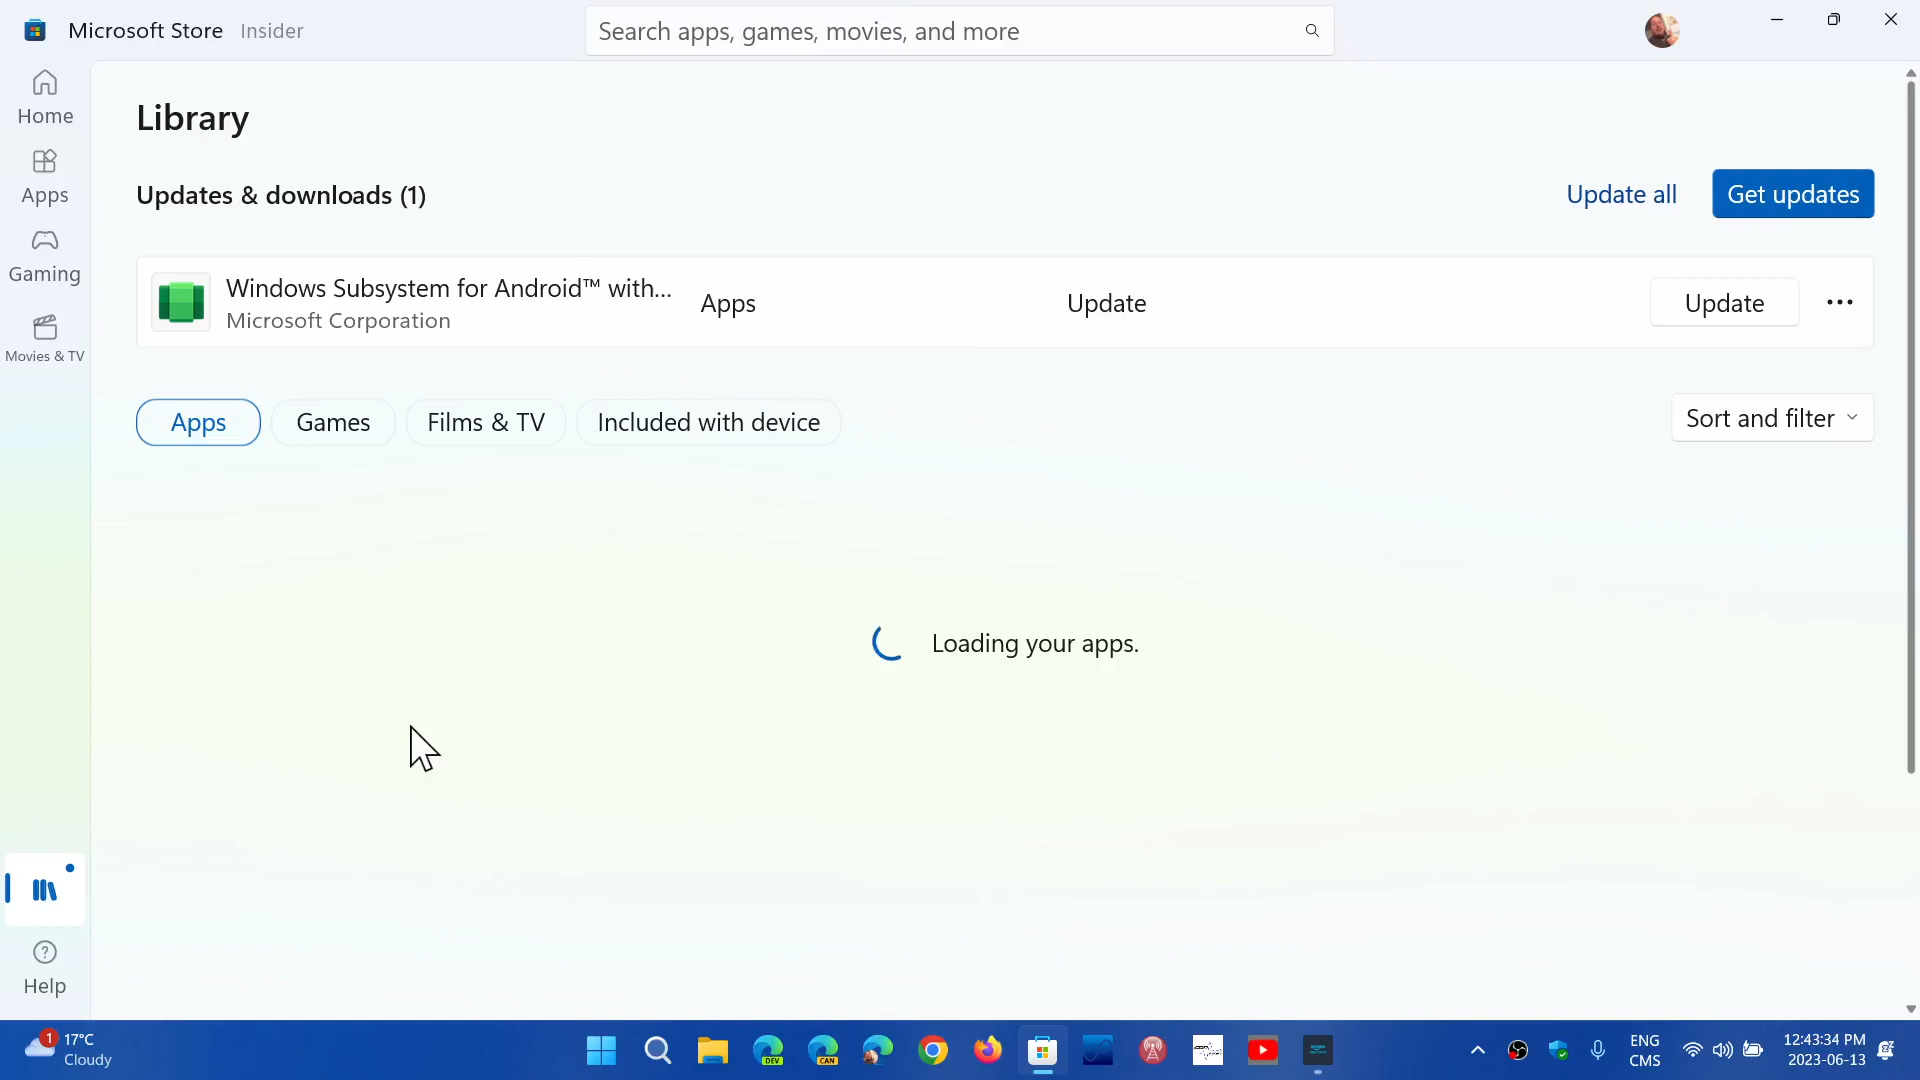 Microsoft Store Insider
Search apps, games, movies, and more
Home
Apps
Gaming
Movies & TV
Library
Updates & downloads (1)
Update all
Get updates
Windows Subsystem for Android™ with...
Microsoft Corporation
Apps
Update
Update
Apps
Games
Films & TV
Included with device
Sort and filter
Loading your apps.
Help
1
17°C
Cloudy
DEV
CAN
ENG
CMS
12:43:34 PM
2023-06-13